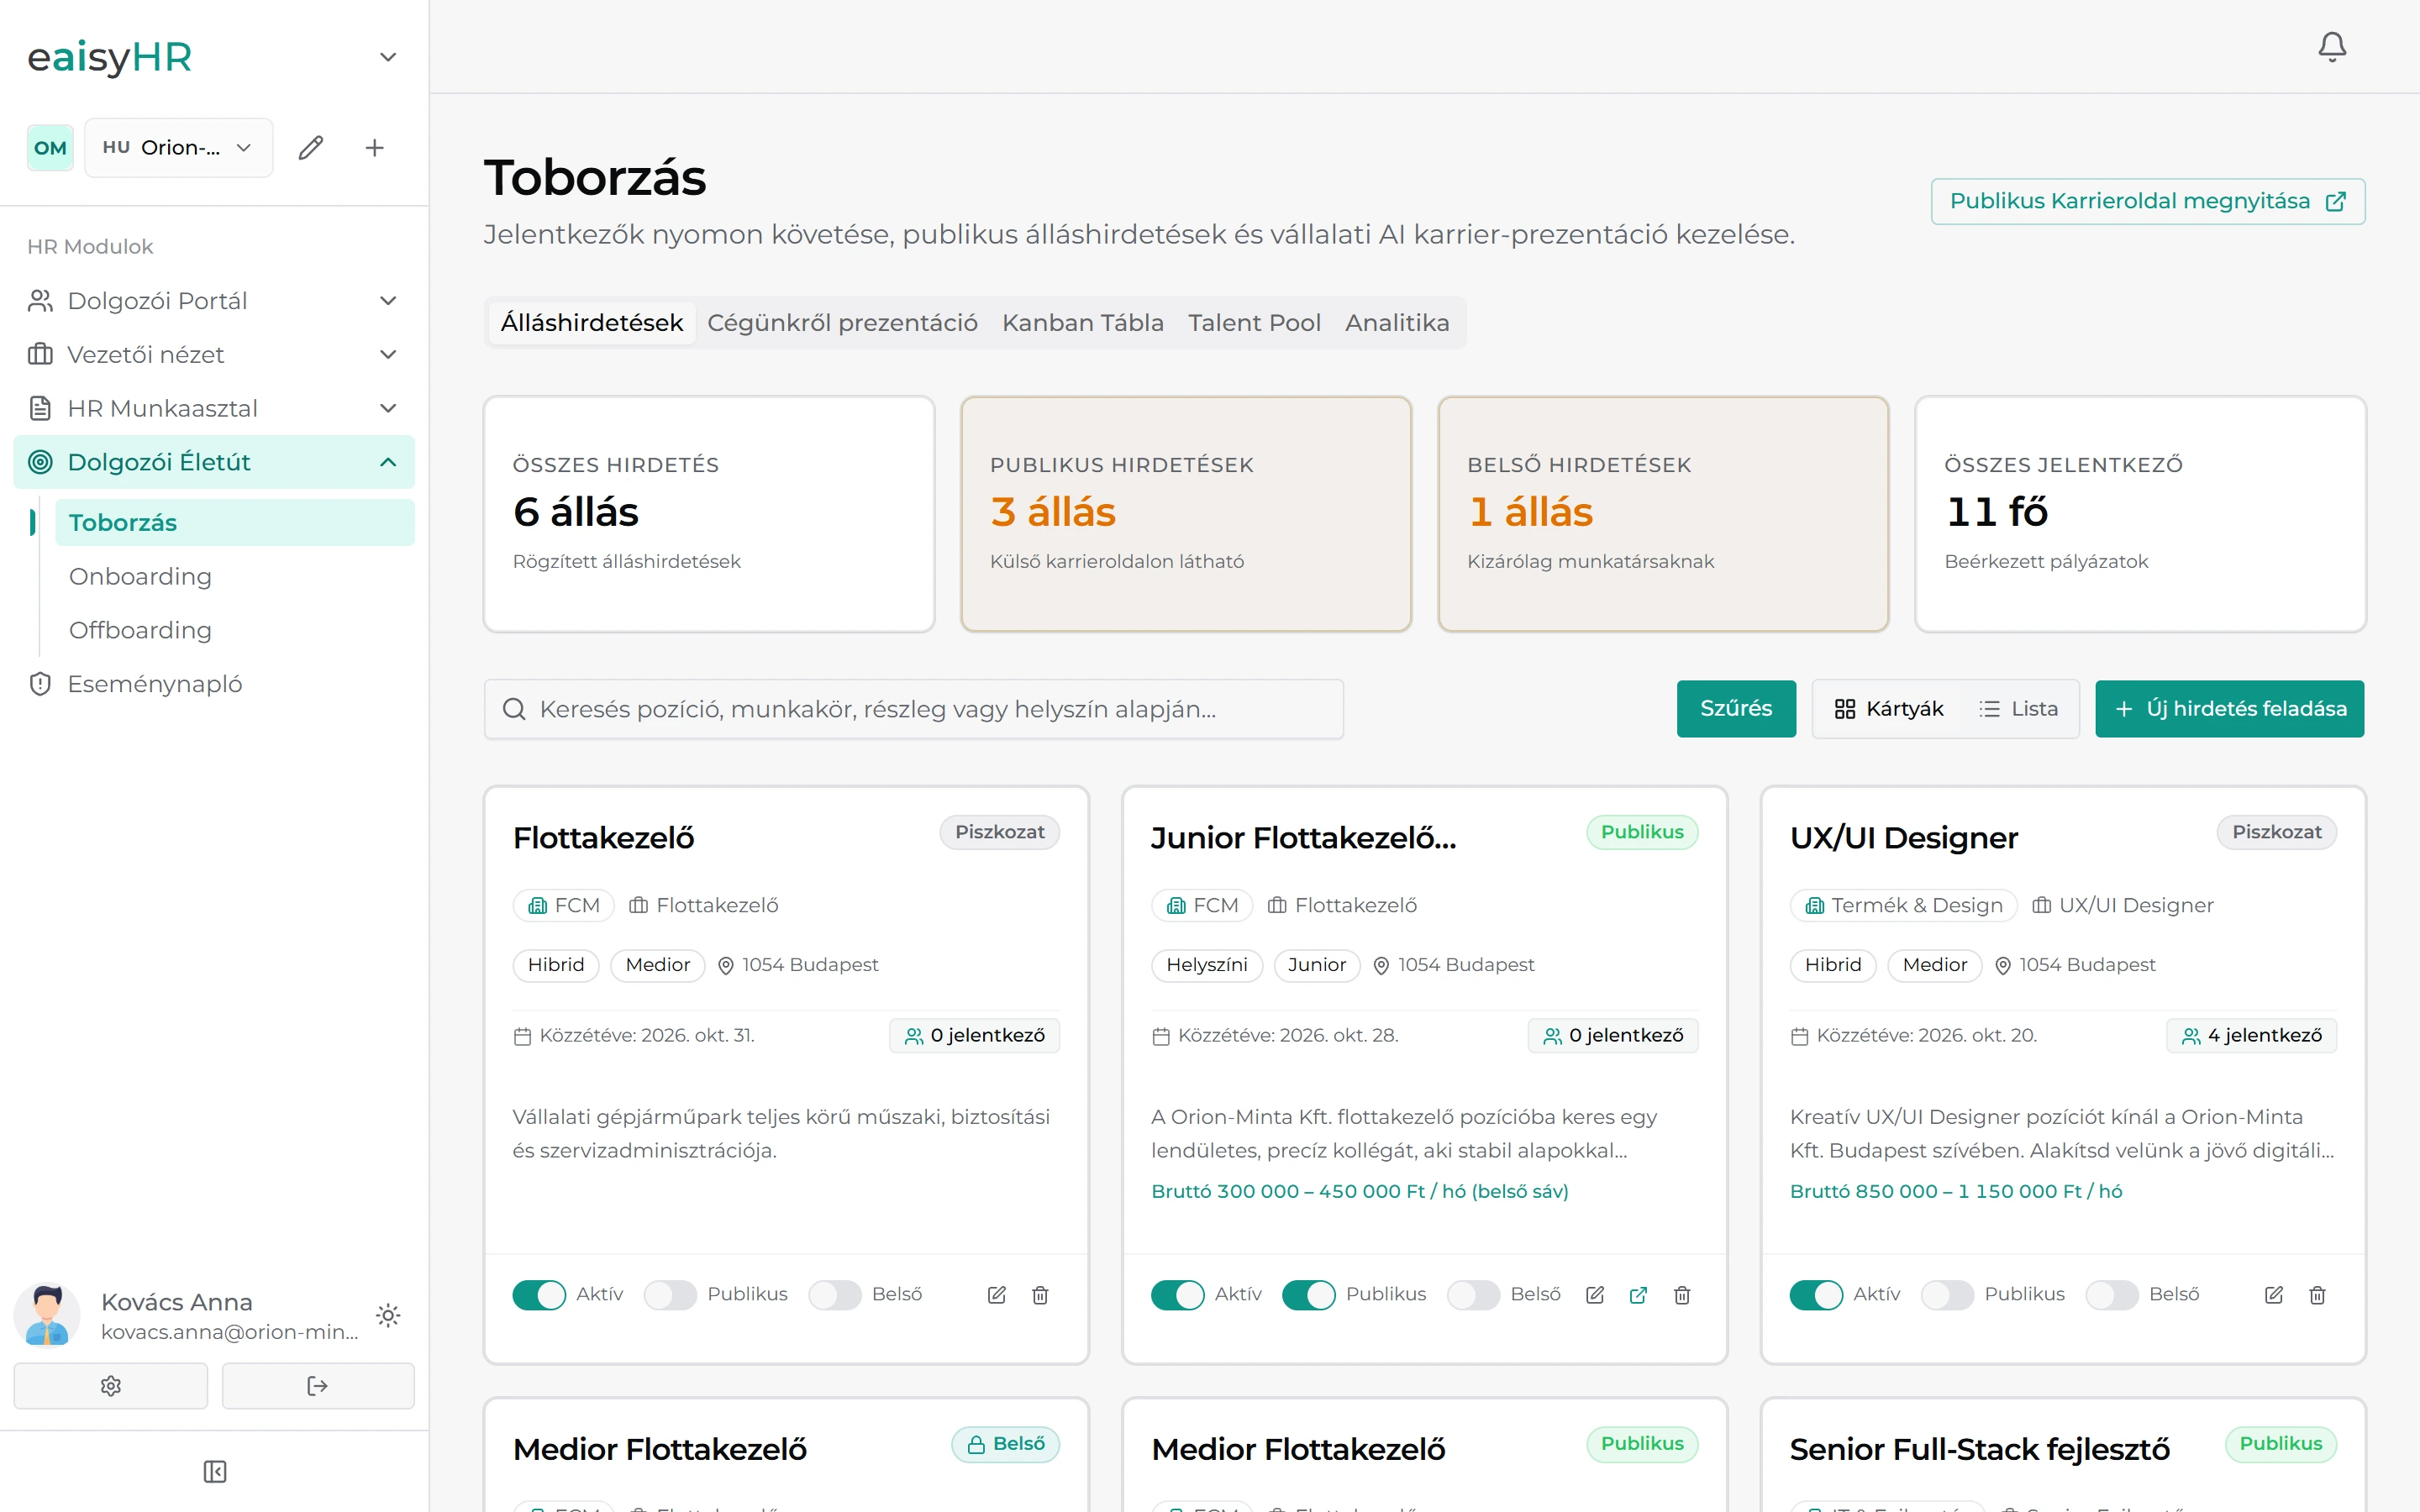 eaisyHR
OM HU Orion-...
HR Modulok
Dolgozói Portál
Vezetői nézet
HR Munkaasztal
Dolgozói Életút
Toborzás
Onboarding
Offboarding
Eseménynapló
Kovács Anna
kovacs.anna@orion-min...
Toborzás
Jelentkezők nyomon követése, publikus álláshirdetések és vállalati AI karrier-prezentáció kezelése.
Publikus Karrieroldal megnyitása
Álláshirdetések Cégünkről prezentáció Kanban Tábla Talent Pool Analitika
ÖSSZES HIRDETÉS
6 állás
Rögzített álláshirdetések
PUBLIKUS HIRDETÉSEK
3 állás
Külső karrieroldalon látható
BELSŐ HIRDETÉSEK
1 állás
Kizárólag munkatársaknak
ÖSSZES JELENTKEZŐ
11 fő
Beérkezett pályázatok
Keresés pozíció, munkakör, részleg vagy helyszín alapján...
Szűrés Kártyák Lista + Új hirdetés feladása
Flottakezelő Piszkozat
FCM Flottakezelő
Hibrid Medior 1054 Budapest
Közzétéve: 2026. okt. 31. 0 jelentkező
Vállalati gépjárműpark teljes körű műszaki, biztosítási
és szervizadminisztrációja.
Aktív Publikus Belső
Junior Flottakezelő... Publikus
FCM Flottakezelő
Helyszíni Junior 1054 Budapest
Közzétéve: 2026. okt. 28. 0 jelentkező
A Orion-Minta Kft. flottakezelő pozícióba keres egy
lendületes, precíz kollégát, aki stabil alapokkal...
Bruttó 300 000 – 450 000 Ft / hó (belső sáv)
Aktív Publikus Belső
UX/UI Designer Piszkozat
Termék & Design UX/UI Designer
Hibrid Medior 1054 Budapest
Közzétéve: 2026. okt. 20. 4 jelentkező
Kreatív UX/UI Designer pozíciót kínál a Orion-Minta
Kft. Budapest szívében. Alakítsd velünk a jövő digitáli...
Bruttó 850 000 – 1 150 000 Ft / hó
Aktív Publikus Belső
Medior Flottakezelő Belső
Medior Flottakezelő Publikus
Senior Full-Stack fejlesztő Publikus